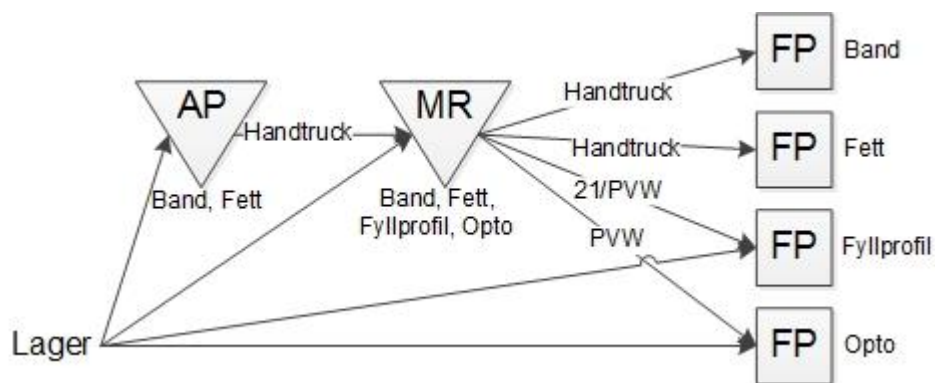 AP
MR
FP
Band
Handtruck
Handtruck
FP
Fett
Handtruck
Band, Fett
Band, Fett,
Fyllprofil, Opto
21/PVW
PVW
FP
Fyllprofil
Lager
FP
Opto